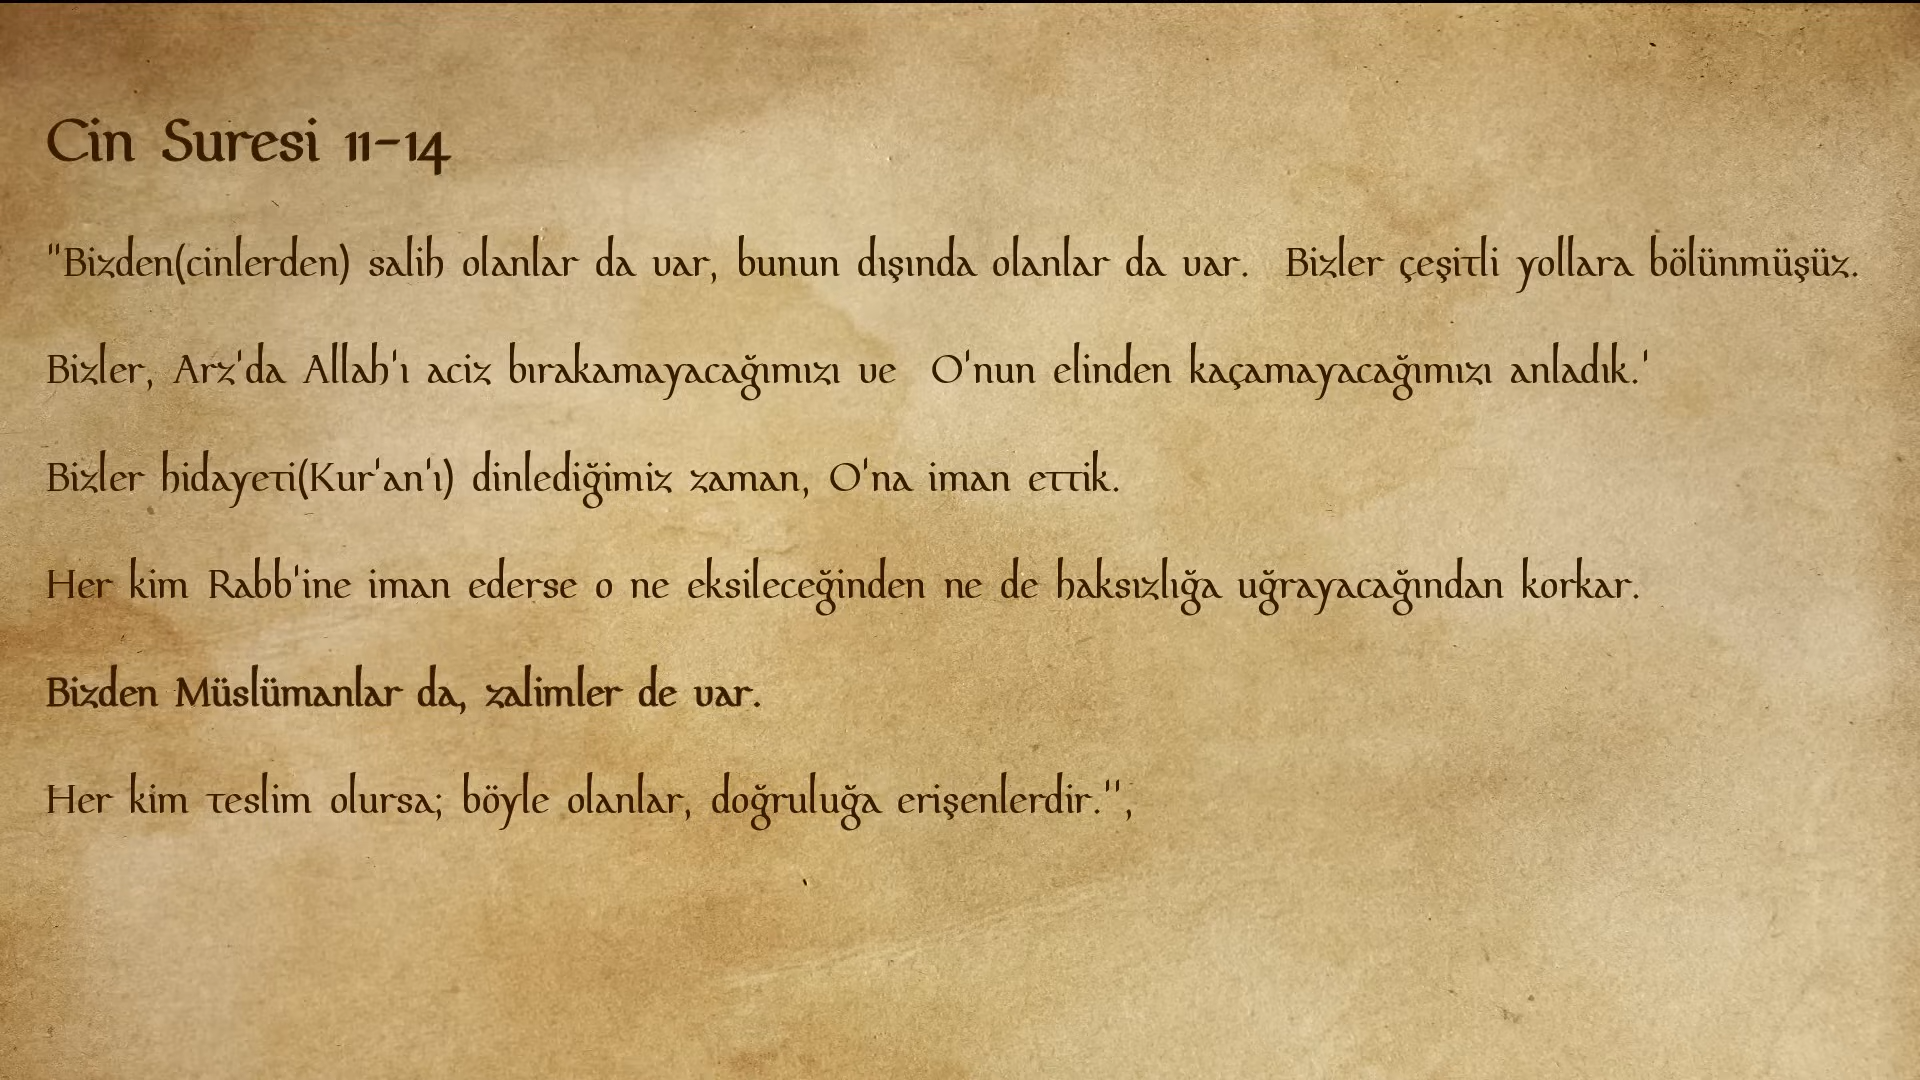 Cin Suresi 11-14
"Bizden(cinlerden) salih olanlar da var, bunun dışında olanlar da var.  Bizler çeşitli yollara bölünmüşüz.
Bizler, Arz'da Allah'ı aciz bırakamayacağımızı ve  O'nun elinden kaçamayacağımızı anladık.'
Bizler hidayeti(Kur'an'ı) dinlediğimiz zaman, O'na iman ettik.
Her kim Rabb'ine iman ederse o ne eksileceğinden ne de haksızlığa uğrayacağından korkar.
Bizden Müslümanlar da, zalimler de var.
Her kim teslim olursa; böyle olanlar, doğruluğa erişenlerdir.'',